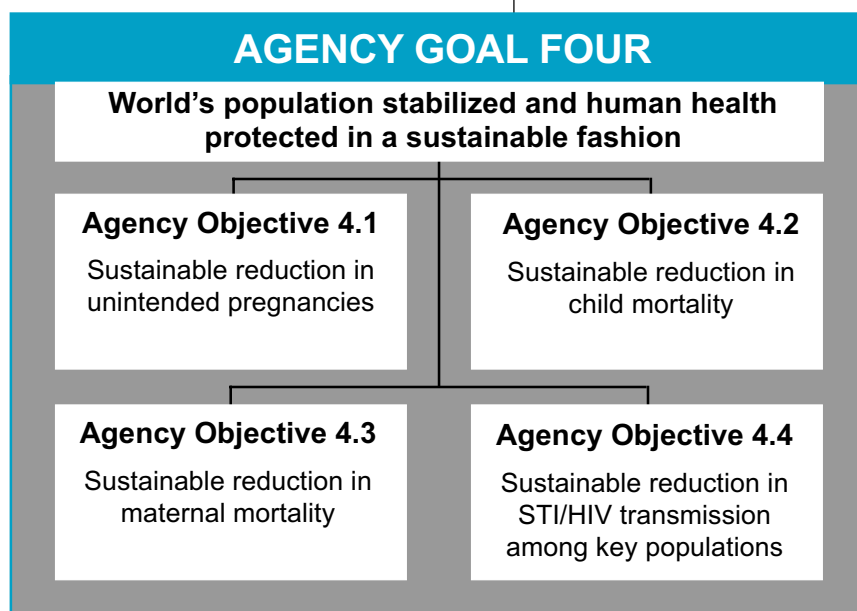 AGENCY GOAL FOUR
World’s population stabilized and human health
protected in a sustainable fashion
Agency Objective 4.1
Sustainable reduction in
unintended pregnancies
Agency Objective 4.2
Sustainable reduction in
child mortality
Agency Objective 4.3
Sustainable reduction in
maternal mortality
Agency Objective 4.4
Sustainable reduction in
STI/HIV transmission
among key populations